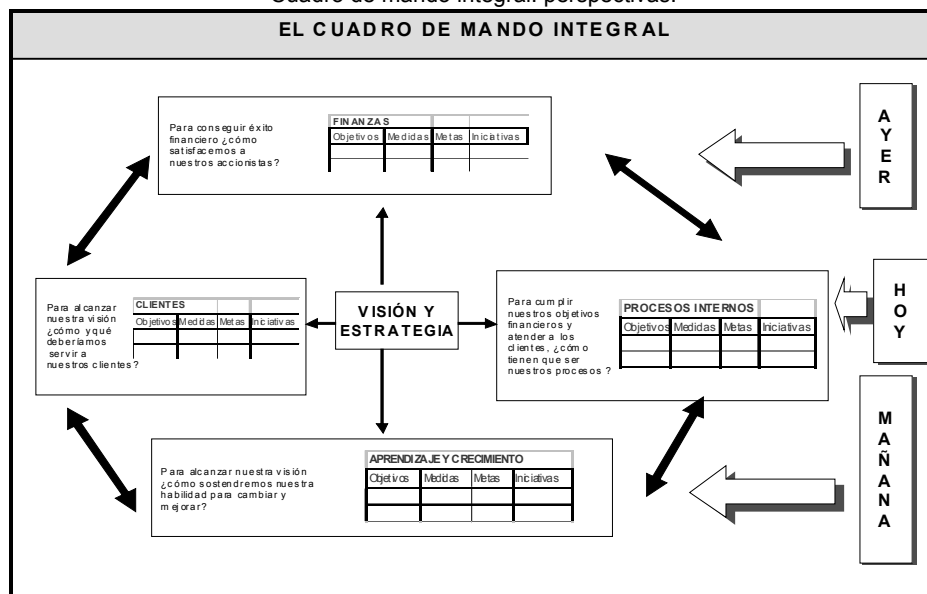 Cuadro de mando integral: perspectivas.
EL CUADRO DE MANDO INTEGRAL
Para conseguir éxito
financiero ¿cómo
satisfacemos a
nuestros accionistas?
FINANZAS
Objetivos Medidas Metas Iniciativas
A
Y
E
R
Para alcanzar
nuestra visión
¿cómo y qué
deberíamos
servir a
nuestros clientes?
CLIENTES
Objetivos Medidas Metas Iniciativas
VISIÓN Y
ESTRATEGIA
Para cumplir
nuestros objetivos
financieros y
atender a los
clientes, ¿cómo
tienen que ser
nuestros procesos ?
PROCESOS INTERNOS
Objetivos Medidas Metas Iniciativas
H
O
Y
Para alcanzar nuestra visión
¿cómo sostendremos nuestra
habilidad para cambiar y
mejorar?
APRENDIZAJE Y CRECIMIENTO
Objetivos Medidas Metas Iniciativas
M
A
Ñ
A
N
A